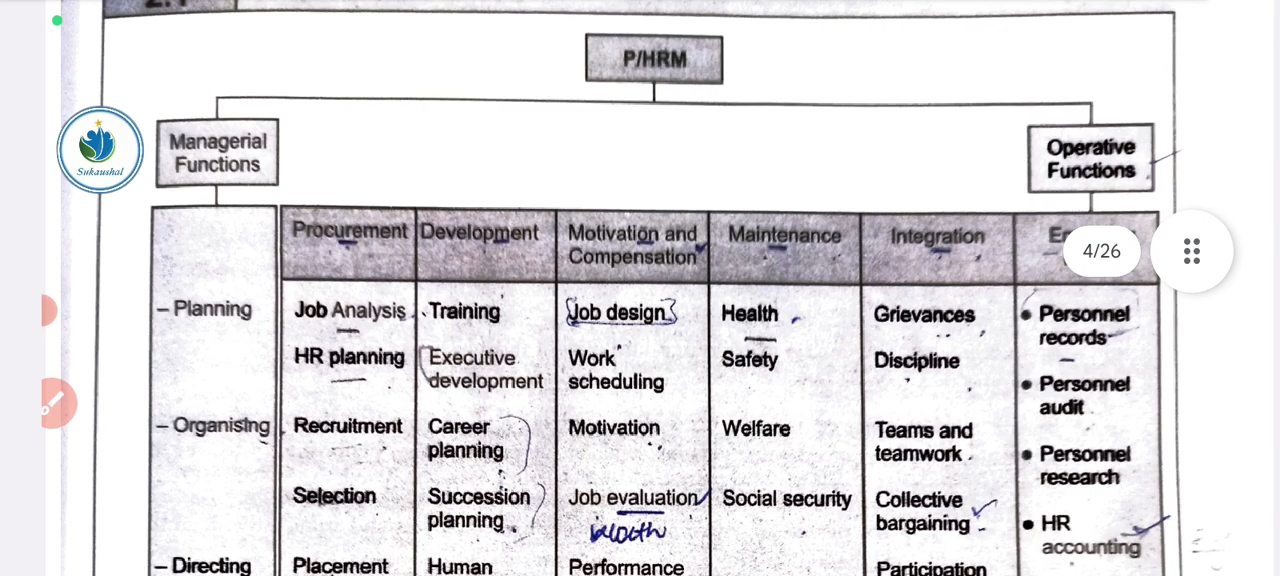 P/HRM
Managerial
Functions
Operative
Functions
Sukaushal
Procurement
Development
Motivation and
Compensation
Maintenance
Integration
4/26
– Planning
Job Analysis
Training
Job design
Health
Grievances
• Personnel
records
HR planning
Executive
development
Work
scheduling
Safety
Discipline
• Personnel
audit
– Organising
Recruitment
Career
planning
Motivation
Welfare
Teams and
teamwork
• Personnel
research
Selection
Succession
planning
Job evaluation
Social security
Collective
bargaining
• HR
accounting
– Directing
Placement
Human
Performance
Participation